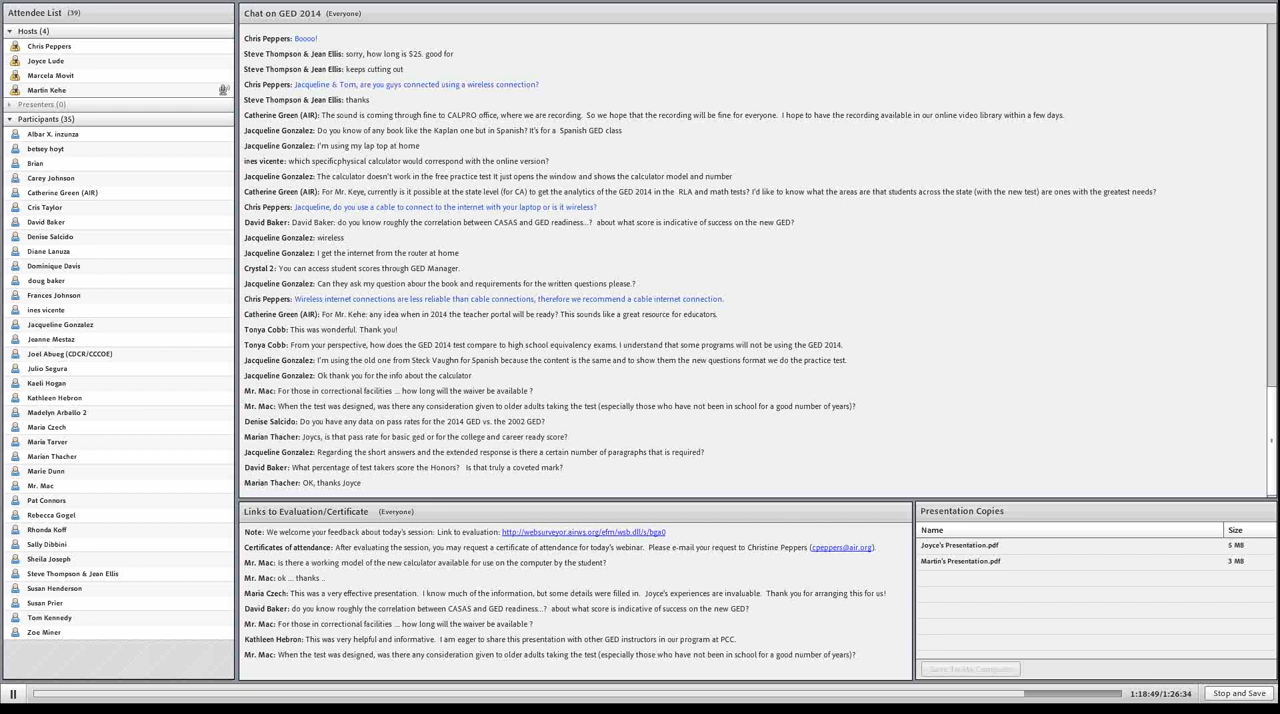 Attendee List (39)
Hosts (4)
Chris Peppers
Joyce Lude
Marcela Movit
Martin Kehe
Presenters (0)
Participants (35)
Albar X. inzunza
betsey hoyt
Brian
Carey Johnson
Catherine Green (AIR)
Cris Taylor
David Baker
Denise Salcido
Diane Lanuza
Dominique Davis
doug baker
Frances Johnson
ines vicente
Jacqueline Gonzalez
Jeanne Mestaz
Joel Abueg (CDCR/CCCOE)
Julio Segura
Kaeli Hogan
Kathleen Hebron
Madelyn Arballo 2
Maria Czech
Maria Tarver
Marian Thacher
Marie Dunn
Mr. Mac
Pat Connors
Rebecca Gogel
Rhonda Koff
Sally Dibbini
Sheila Joseph
Steve Thompson & Jean Ellis
Susan Henderson
Susan Prier
Tom Kennedy
Zoe Miner
Chat on GED 2014 (Everyone)
Chris Peppers: Boooo!
Steve Thompson & Jean Ellis: sorry, how long is $25. good for
Steve Thompson & Jean Ellis: keeps cutting out
Chris Peppers: Jacqueline & Tom, are you guys connected using a wireless connection?
Steve Thompson & Jean Ellis: thanks
Catherine Green (AIR): The sound is coming through fine to CALPRO office, where we are recording. So we hope that the recording will be fine for everyone. I hope to have the recording available in our online video library within a few days.
Jacqueline Gonzalez: Do you know of any book like the Kaplan one but in Spanish? It's for a Spanish GED class
Jacqueline Gonzalez: I'm using my lap top at home
ines vicente: which specificphysical calculator would correspond with the online version?
Jacqueline Gonzalez: The calculator doesn't work in the free practice test It just opens the window and shows the calculator model and number
Catherine Green (AIR): For Mr. Keye, currently is it possible at the state level (for CA) to get the analytics of the GED 2014 in the RLA and math tests? I'd like to know what the areas are that students across the state (with the new test) are ones with the greatest needs?
Chris Peppers: Jacqueline, do you use a cable to connect to the internet with your laptop or is it wireless?
David Baker: David Baker: do you know roughly the correlation between CASAS and GED readiness...? about what score is indicative of success on the new GED?
Jacqueline Gonzalez: wireless
Jacqueline Gonzalez: I get the internet from the router at home
Crystal 2: You can access student scores through GED Manager.
Jacqueline Gonzalez: Can they ask my question about the book and requirements for the written questions please.?
Chris Peppers: Wireless internet connections are less reliable than cable connections, therefore we recommend a cable internet connection.
Catherine Green (AIR): For Mr. Kehe: any idea when in 2014 the teacher portal will be ready? This sounds like a great resource for educators.
Tonya Cobb: This was wonderful. Thank you!
Tonya Cobb: From your perspective, how does the GED 2014 test compare to high school equivalency exams. I understand that some programs will not be using the GED 2014.
Jacqueline Gonzalez: I'm using the old one from Steck Vaughn for Spanish because the content is the same and to show them the new questions format we do the practice test.
Jacqueline Gonzalez: Ok thank you for the info about the calculator
Mr. Mac: For those in correctional facilities ... how long will the waiver be available ?
Mr. Mac: When the test was designed, was there any consideration given to older adults taking the test (especially those who have not been in school for a good number of years)?
Denise Salcido: Do you have any data on pass rates for the 2014 GED vs. the 2002 GED?
Marian Thacher: Joycs, is that pass rate for basic ged or for the college and career ready score?
Jacqueline Gonzalez: Regarding the short answers and the extended response is there a certain number of paragraphs that is required?
David Baker: What percentage of test takers score the Honors? Is that truly a coveted mark?
Marian Thacher: OK, thanks Joyce
Links to Evaluation/Certificate (Everyone)
Note: We welcome your feedback about today's session: Link to evaluation: http://websurveyor.airws.org/efm/wsb.dll/s/bga0
Certificates of attendance: After evaluating the session, you may request a certificate of attendance for today's webinar. Please e-mail your request to Christine Peppers (cpeppers@air.org).
Mr. Mac: Is there a working model of the new calculator available for use on the computer by the student?
Mr. Mac: ok ... thanks ..
Maria Czech: This was a very effective presentation. I know much of the information, but some details were filled in. Joyce's experiences are invaluable. Thank you for arranging this for us!
David Baker: do you know roughly the correlation between CASAS and GED readiness...? about what score is indicative of success on the new GED?
Mr. Mac: For those in correctional facilities ... how long will the waiver be available ?
Kathleen Hebron: This was very helpful and informative. I am eager to share this presentation with other GED instructors in our program at PCC.
Mr. Mac: When the test was designed, was there any consideration given to older adults taking the test (especially those who have not been in school for a good number of years)?
Presentation Copies
Name Size
Joyce's Presentation.pdf 5 MB
Martin's Presentation.pdf 3 MB
Save To My Computer
1:18:49/1:26:34
Stop and Save